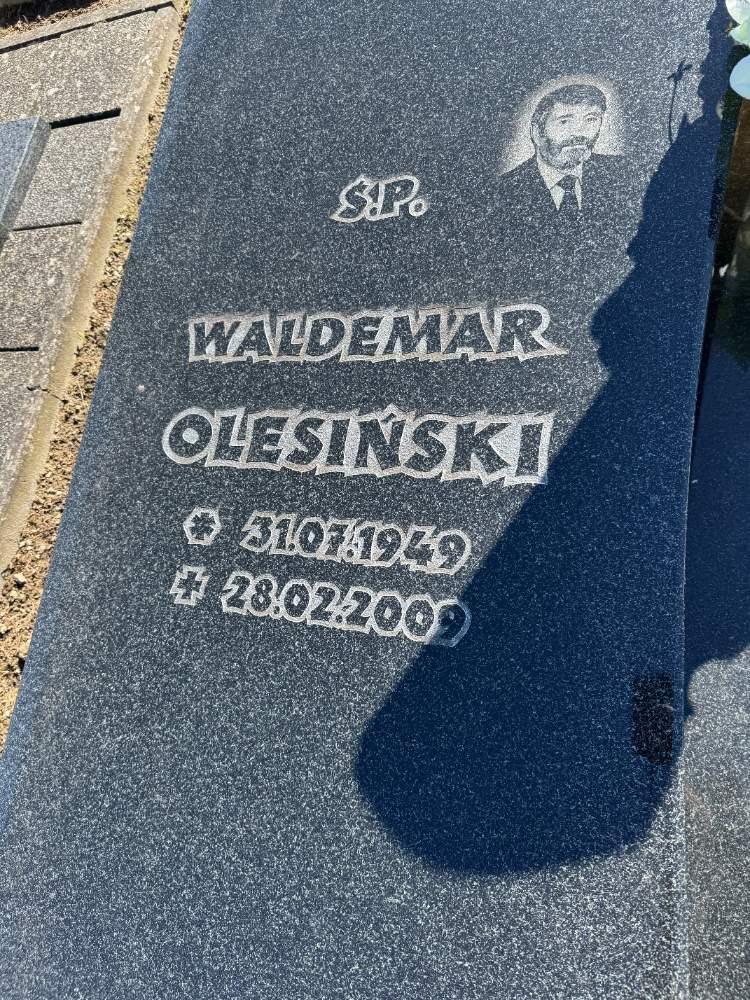 Ś.P.
WALDEMAR
OLESIŃSKI
* 31.07.1949
+ 28.02.2009